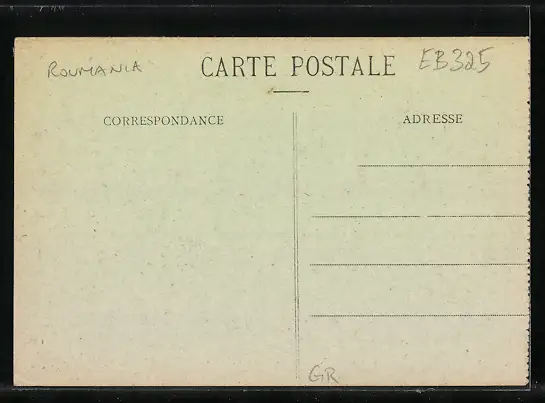 ROUMANIA CARTE POSTALE EB325
CORRESPONDANCE ADRESSE
GR